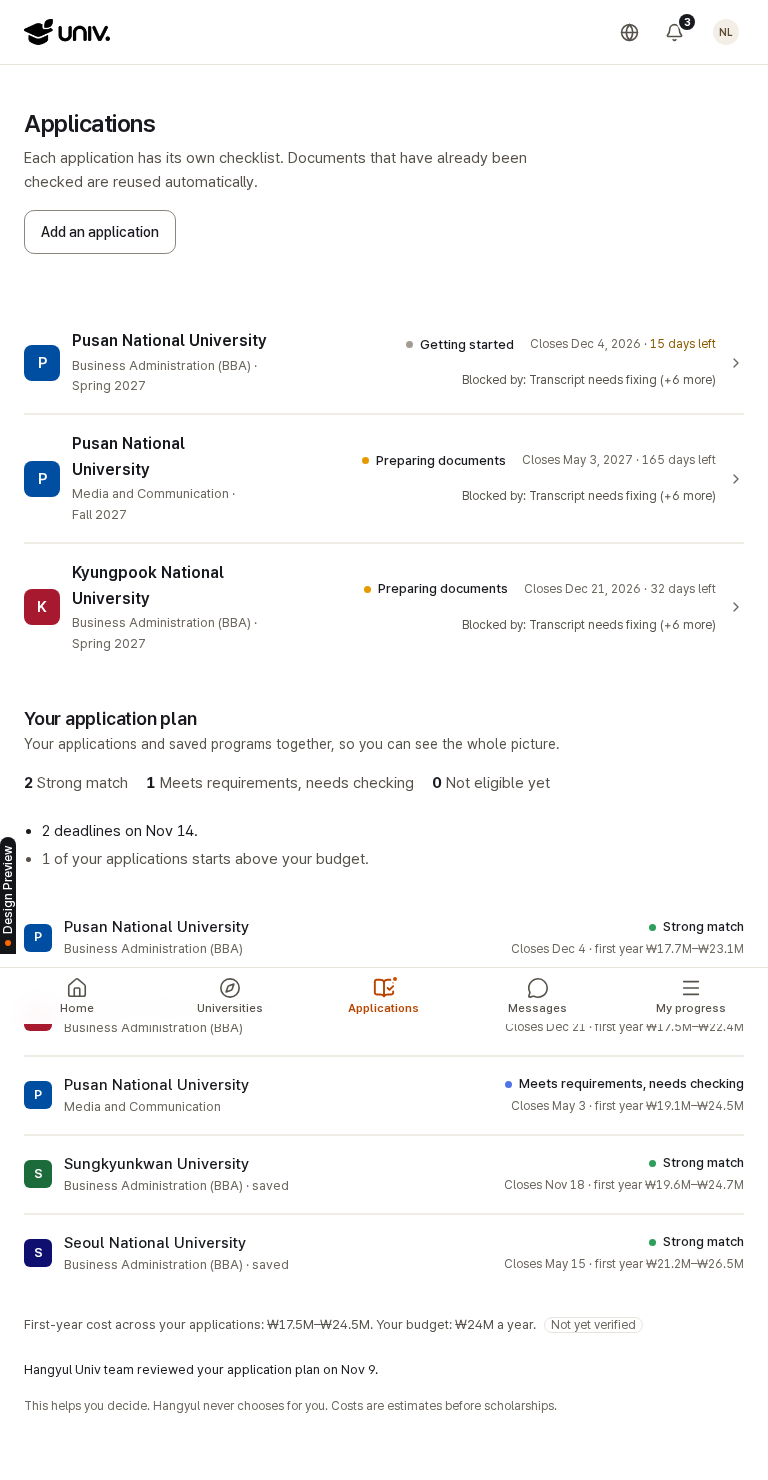 UNIV.
3
NL
Applications
Each application has its own checklist. Documents that have already been
checked are reused automatically.
Add an application
P
Pusan National University
Business Administration (BBA) ·
Spring 2027
Getting started
Closes Dec 4, 2026 · 15 days left
Blocked by: Transcript needs fixing (+6 more)
P
Pusan National
University
Media and Communication ·
Fall 2027
Preparing documents
Closes May 3, 2027 · 165 days left
Blocked by: Transcript needs fixing (+6 more)
K
Kyungpook National
University
Business Administration (BBA) ·
Spring 2027
Preparing documents
Closes Dec 21, 2026 · 32 days left
Blocked by: Transcript needs fixing (+6 more)
Your application plan
Your applications and saved programs together, so you can see the whole picture.
2 Strong match 1 Meets requirements, needs checking 0 Not eligible yet
• 2 deadlines on Nov 14.
• 1 of your applications starts above your budget.
Design Preview
P
Pusan National University
Business Administration (BBA)
Strong match
Closes Dec 4 · first year ₩17.7M–₩23.1M
Home
Universities
Applications
Messages
My progress
Business Administration (BBA)
Closes Dec 21 · first year ₩17.5M–₩22.4M
P
Pusan National University
Media and Communication
Meets requirements, needs checking
Closes May 3 · first year ₩19.1M–₩24.5M
S
Sungkyunkwan University
Business Administration (BBA) · saved
Strong match
Closes Nov 18 · first year ₩19.6M–₩24.7M
S
Seoul National University
Business Administration (BBA) · saved
Strong match
Closes May 15 · first year ₩21.2M–₩26.5M
First-year cost across your applications: ₩17.5M–₩24.5M. Your budget: ₩24M a year. Not yet verified
Hangyul Univ team reviewed your application plan on Nov 9.
This helps you decide. Hangyul never chooses for you. Costs are estimates before scholarships.